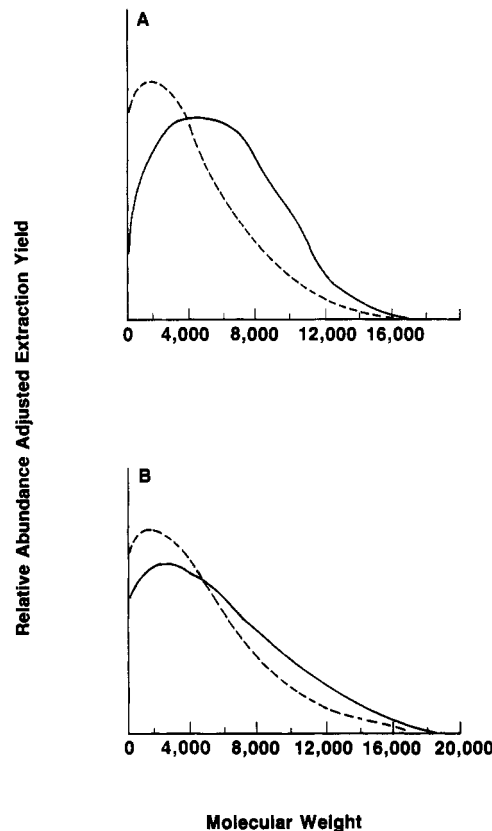 A
0 4,000 8,000 12,000 16,000
Relative Abundance Adjusted Extraction Yield
B
0 4,000 8,000 12,000 16,000 20,000
Molecular Weight